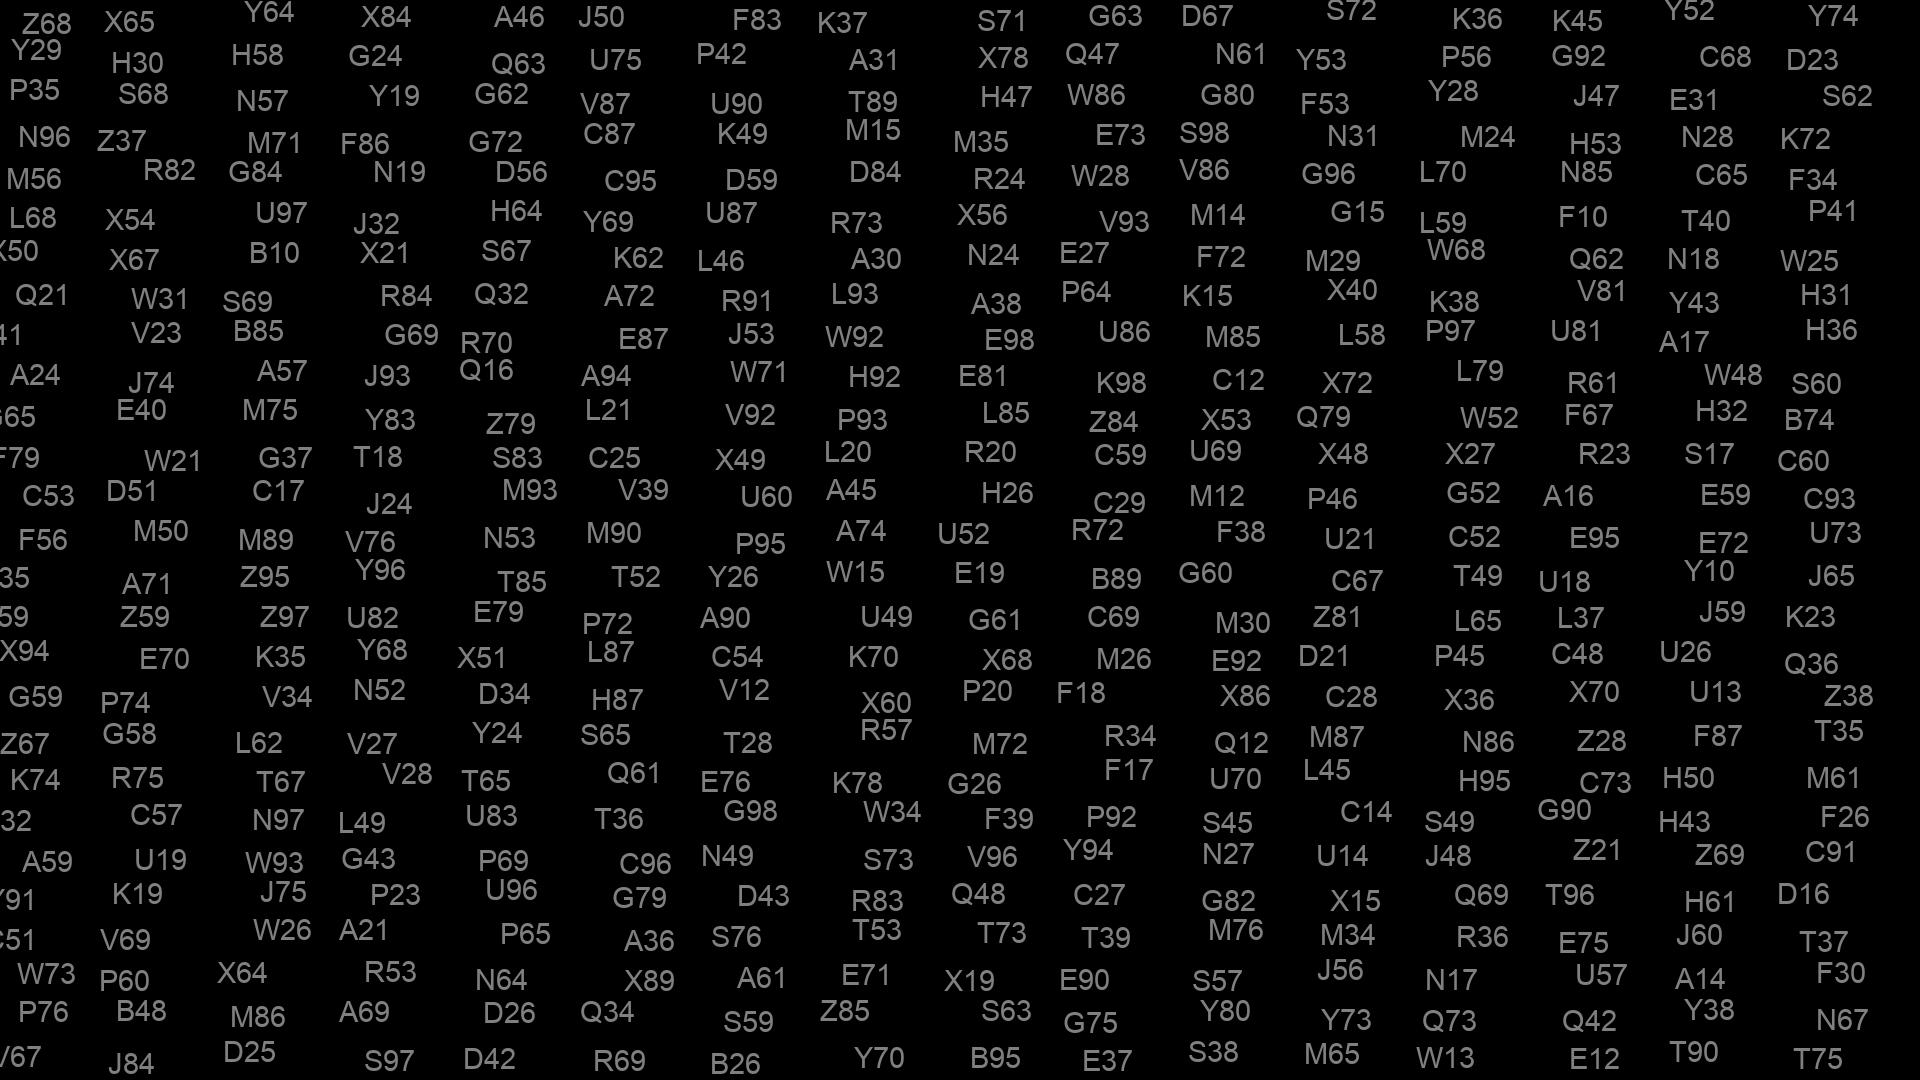 Z68 X65 Y64 X84 A46 J50 F83 K37 S71 G63 D67 S72 K36 K45 Y52 Y74
Y29 H30 H58 G24 Q63 U75 P42 A31 X78 Q47 N61 Y53 P56 G92 C68 D23
P35 S68 N57 Y19 G62 V87 U90 T89 H47 W86 G80 F53 Y28 J47 E31 S62
N96 Z37 M71 F86 G72 C87 K49 M15 M35 E73 S98 N31 M24 H53 N28 K72
M56 R82 G84 N19 D56 C95 D59 D84 R24 W28 V86 G96 L70 N85 C65 F34
L68 X54 U97 J32 H64 Y69 U87 R73 X56 V93 M14 G15 L59 F10 T40 P41
X50 X67 B10 X21 S67 K62 L46 A30 N24 E27 F72 M29 W68 Q62 N18 W25
Q21 W31 S69 R84 Q32 A72 R91 L93 A38 P64 K15 X40 K38 V81 Y43 H31
41 V23 B85 G69 R70 E87 J53 W92 E98 U86 M85 L58 P97 U81 A17 H36
A24 J74 A57 J93 Q16 A94 W71 H92 E81 K98 C12 X72 L79 R61 W48 S60
65 E40 M75 Y83 Z79 L21 V92 P93 L85 Z84 X53 Q79 W52 F67 H32 B74
F79 W21 G37 T18 S83 C25 X49 L20 R20 C59 U69 X48 X27 R23 S17 C60
C53 D51 C17 J24 M93 V39 U60 A45 H26 C29 M12 P46 G52 A16 E59 C93
F56 M50 M89 V76 N53 M90 P95 A74 U52 R72 F38 U21 C52 E95 E72 U73
35 A71 Z95 Y96 T85 T52 Y26 W15 E19 B89 G60 C67 T49 U18 Y10 J65
59 Z59 Z97 U82 E79 P72 A90 U49 G61 C69 M30 Z81 L65 L37 J59 K23
X94 E70 K35 Y68 X51 L87 C54 K70 X68 M26 E92 D21 P45 C48 U26 Q36
G59 P74 V34 N52 D34 H87 V12 X60 P20 F18 X86 C28 X36 X70 U13 Z38
Z67 G58 L62 V27 Y24 S65 T28 R57 M72 R34 Q12 M87 N86 Z28 F87 T35
K74 R75 T67 V28 T65 Q61 E76 K78 G26 F17 U70 L45 H95 C73 H50 M61
32 C57 N97 L49 U83 T36 G98 W34 F39 P92 S45 C14 S49 G90 H43 F26
A59 U19 W93 G43 P69 C96 N49 S73 V96 Y94 N27 U14 J48 Z21 Z69 C91
Y91 K19 J75 P23 U96 G79 D43 R83 Q48 C27 G82 X15 Q69 T96 H61 D16
51 V69 W26 A21 P65 A36 S76 T53 T73 T39 M76 M34 R36 E75 J60 T37
W73 P60 X64 R53 N64 X89 A61 E71 X19 E90 S57 J56 N17 U57 A14 F30
P76 B48 M86 A69 D26 Q34 S59 Z85 S63 G75 Y80 Y73 Q73 Q42 Y38 N67
V67 J84 D25 S97 D42 R69 B26 Y70 B95 E37 S38 M65 W13 E12 T90 T75